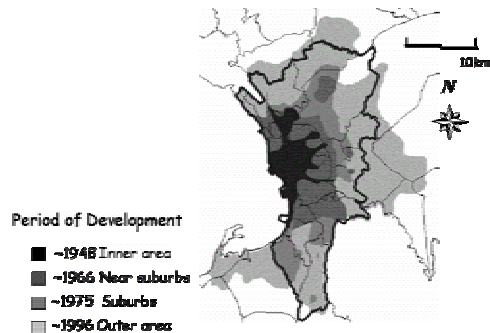 10km
N
Period of Development
~1948 Inner area
~1966 Near suburbs
~1975 Suburbs
~1996 Outer area